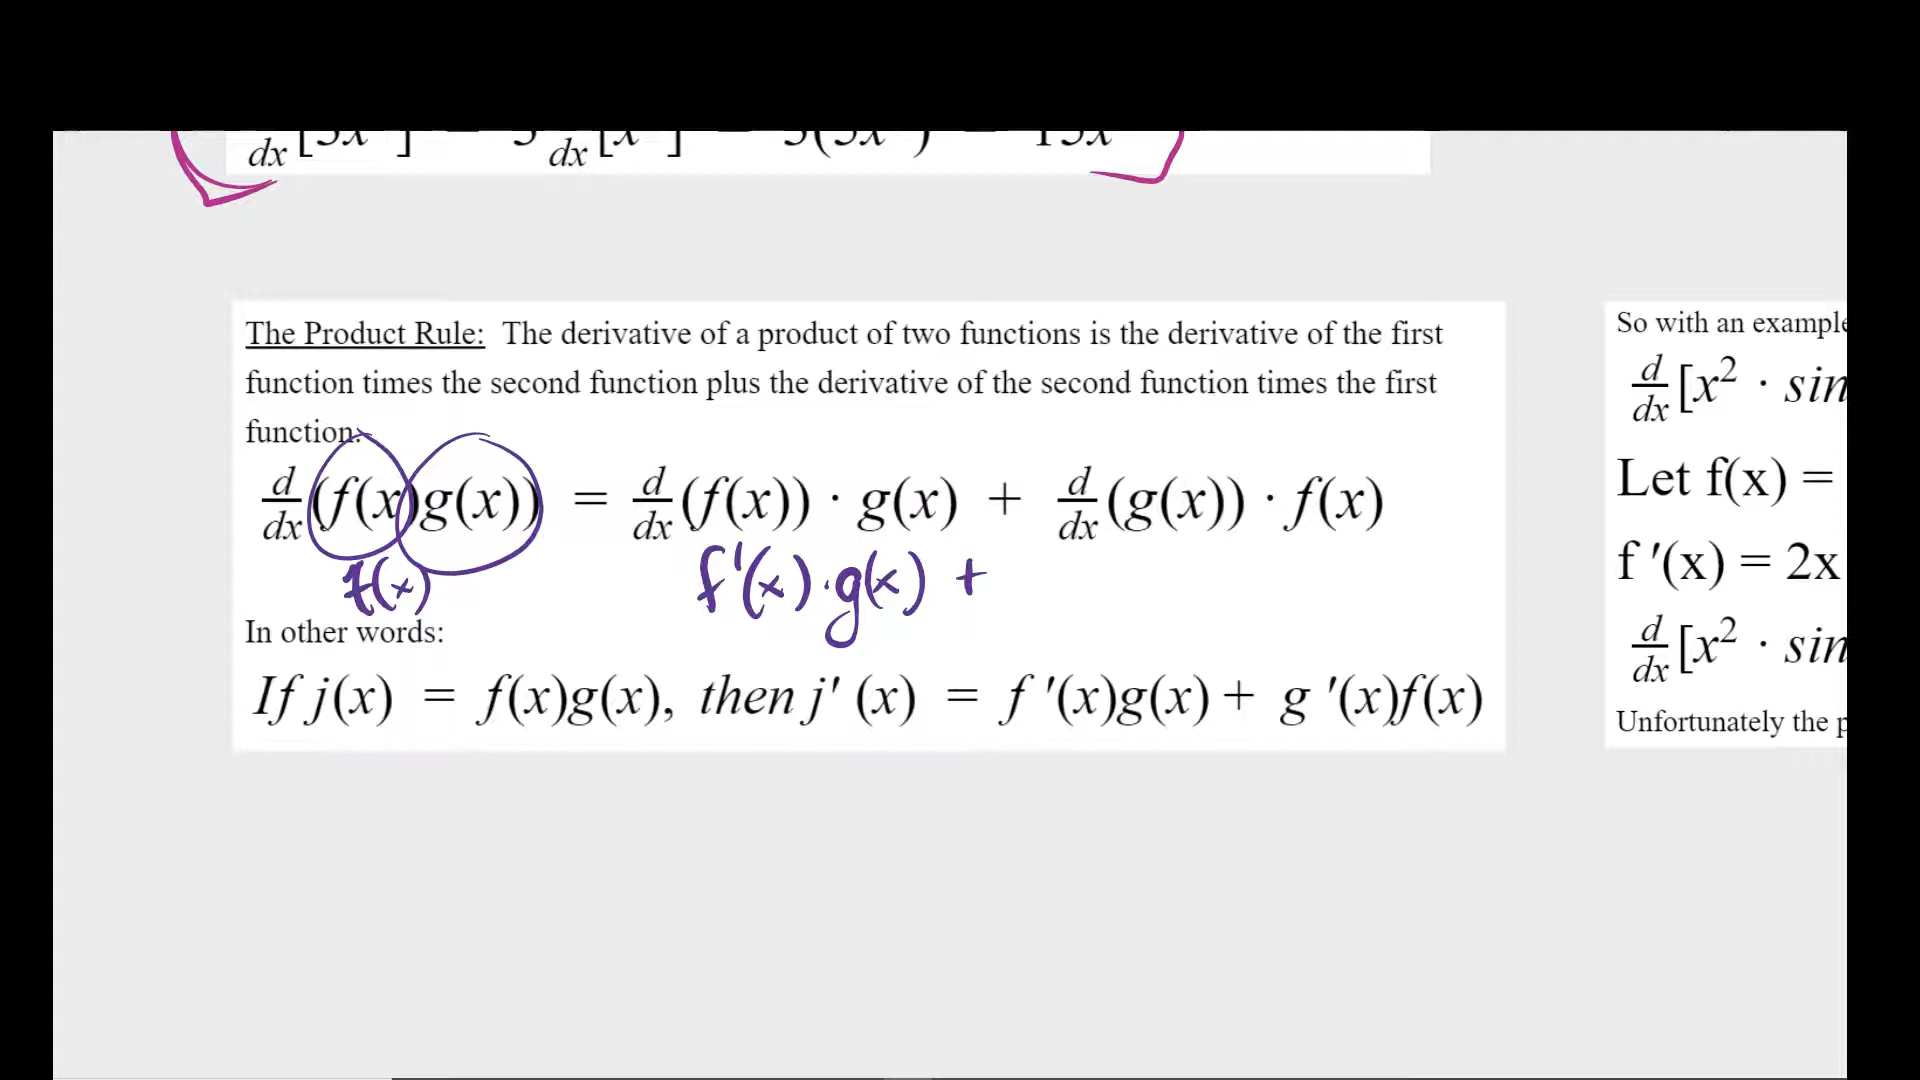 d/dx[ ] d/dx[ ]
The Product Rule: The derivative of a product of two functions is the derivative of the first
function times the second function plus the derivative of the second function times the first
function.
d/dx(f(x)g(x)) = d/dx(f(x)) · g(x) + d/dx(g(x)) · f(x)
f(x) f'(x)·g(x) +
In other words:
If j(x) = f(x)g(x), then j' (x) = f '(x)g(x) + g '(x)f(x)
So with an example
d/dx[x² · sin
Let f(x) =
f '(x) = 2x
d/dx[x² · sin
Unfortunately the p